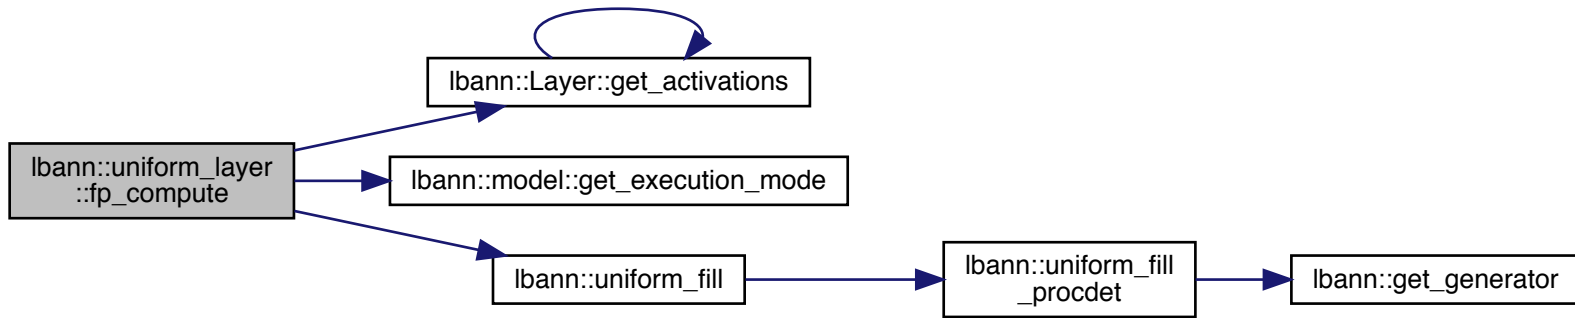 lbann::Layer::get_activations
lbann::uniform_layer
::fp_compute
lbann::model::get_execution_mode
lbann::uniform_fill
lbann::uniform_fill
_procdet
lbann::get_generator